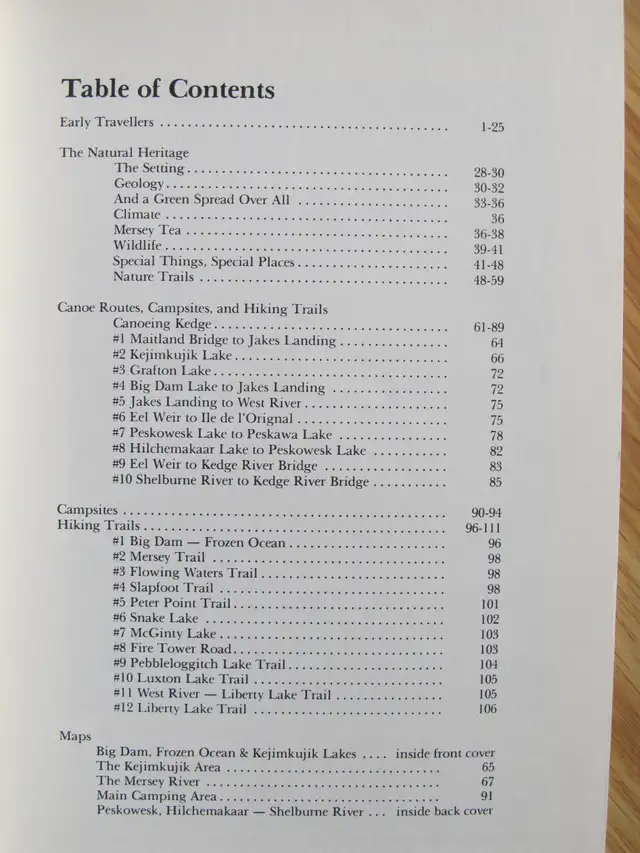 Table of Contents
Early Travellers ........................................ 1-25
The Natural Heritage
The Setting ..................................... 28-30
Geology ........................................ 30-32
And a Green Spread Over All ...................... 33-36
Climate ........................................ 36
Mersey Tea ..................................... 36-38
Wildlife ........................................ 39-41
Special Things, Special Places ...................... 41-48
Nature Trails .................................... 48-59
Canoe Routes, Campsites, and Hiking Trails
Canoeing Kedge .................................. 61-89
#1 Maitland Bridge to Jakes Landing ................ 64
#2 Kejimkujik Lake ............................... 66
#3 Grafton Lake .................................. 72
#4 Big Dam Lake to Jakes Landing ................. 72
#5 Jakes Landing to West River ..................... 75
#6 Eel Weir to Ile de l'Orignal ...................... 75
#7 Peskowesk Lake to Peskawa Lake ................ 78
#8 Hilchemakaar Lake to Peskowesk Lake ........... 82
#9 Eel Weir to Kedge River Bridge .................. 83
#10 Shelburne River to Kedge River Bridge ........... 85
Campsites .............................................. 90-94
Hiking Trails ........................................... 96-111
#1 Big Dam — Frozen Ocean ....................... 96
#2 Mersey Trail .................................. 98
#3 Flowing Waters Trail ........................... 98
#4 Slapfoot Trail ................................. 98
#5 Peter Point Trail ............................... 101
#6 Snake Lake ................................... 102
#7 McGinty Lake ................................. 103
#8 Fire Tower Road ............................... 103
#9 Pebbleloggitch Lake Trail ....................... 104
#10 Luxton Lake Trail ............................ 105
#11 West River — Liberty Lake Trail ................ 105
#12 Liberty Lake Trail ............................ 106
Maps
Big Dam, Frozen Ocean & Kejimkujik Lakes .... inside front cover
The Kejimkujik Area ................................ 65
The Mersey River ................................... 67
Main Camping Area ................................. 91
Peskowesk, Hilchemakaar — Shelburne River ... inside back cover